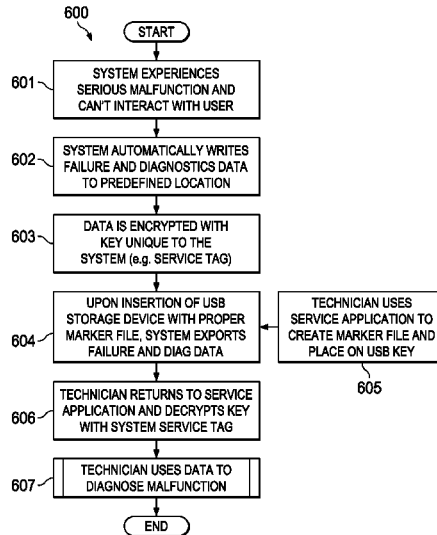 600
START
601
SYSTEM EXPERIENCES
SERIOUS MALFUNCTION AND
CAN'T INTERACT WITH USER
602
SYSTEM AUTOMATICALLY WRITES
FAILURE AND DIAGNOSTICS DATA
TO PREDEFINED LOCATION
603
DATA IS ENCRYPTED WITH
KEY UNIQUE TO THE
SYSTEM (e.g. SERVICE TAG)
604
UPON INSERTION OF USB
STORAGE DEVICE WITH PROPER
MARKER FILE, SYSTEM EXPORTS
FAILURE AND DIAG DATA
TECHNICIAN USES
SERVICE APPLICATION TO
CREATE MARKER FILE AND
PLACE ON USB KEY
605
606
TECHNICIAN RETURNS TO SERVICE
APPLICATION AND DECRYPTS KEY
WITH SYSTEM SERVICE TAG
607
TECHNICIAN USES DATA TO
DIAGNOSE MALFUNCTION
END